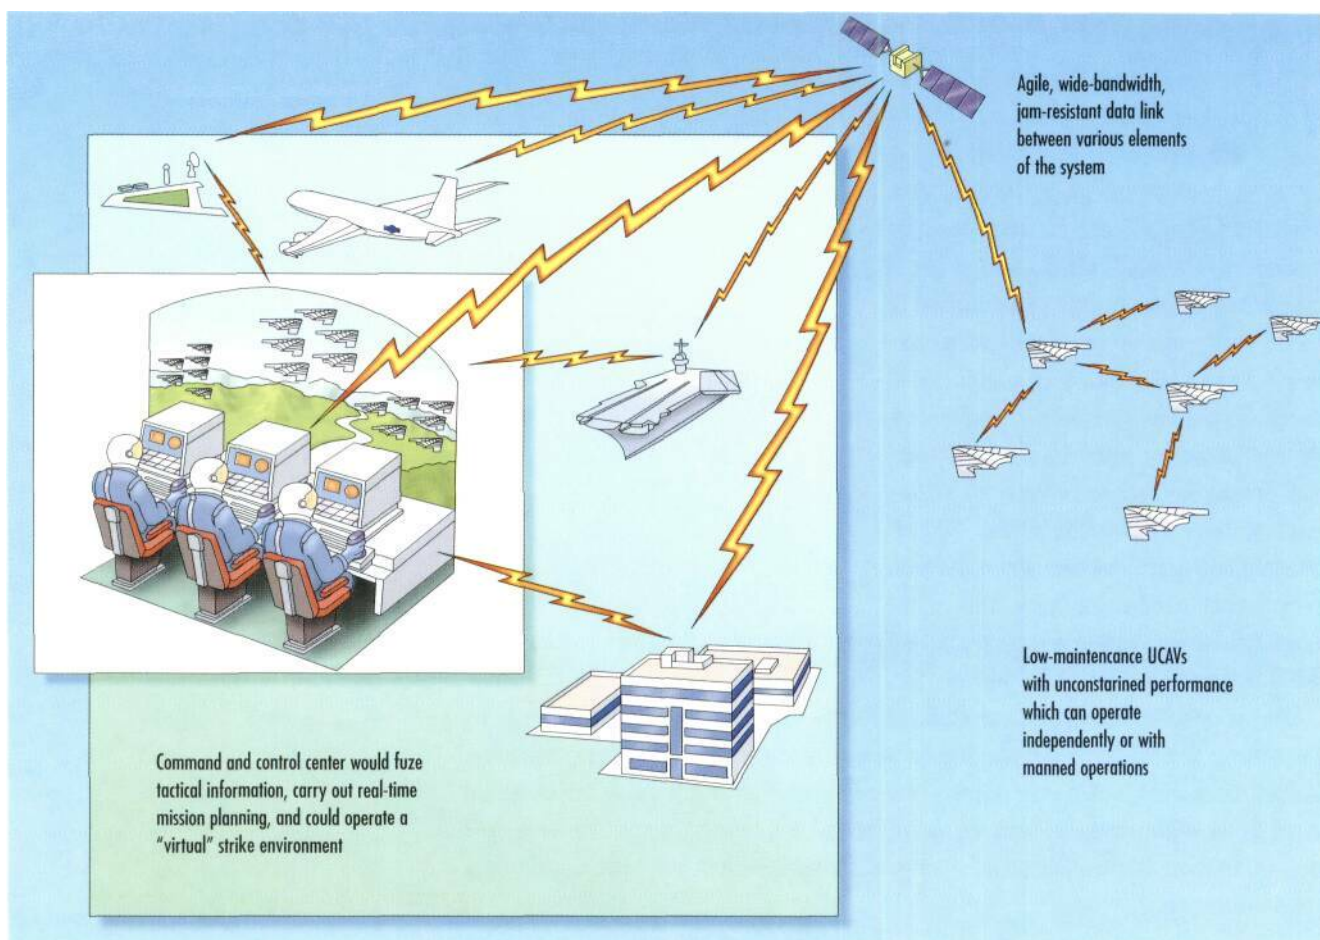 Agile, wide-bandwidth,
jam-resistant data link
between various elements
of the system
Low-maintencance UCAVs
with unconstarined performance
which can operate
independently or with
manned operations
Command and control center would fuze
tactical information, carry out real-time
mission planning, and could operate a
“virtual” strike environment